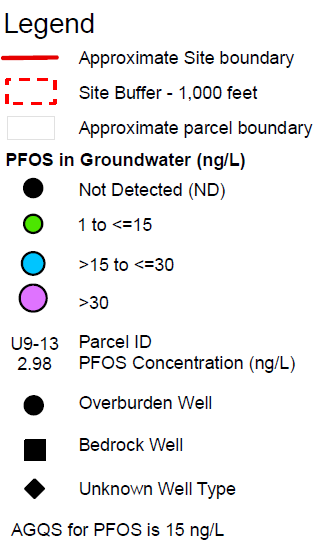 Legend
Approximate Site boundary
Site Buffer - 1,000 feet
Approximate parcel boundary
PFOS in Groundwater (ng/L)
Not Detected (ND)
1 to <=15
>15 to <=30
>30
U9-13 Parcel ID
2.98 PFOS Concentration (ng/L)
Overburden Well
Bedrock Well
Unknown Well Type
AGQS for PFOS is 15 ng/L